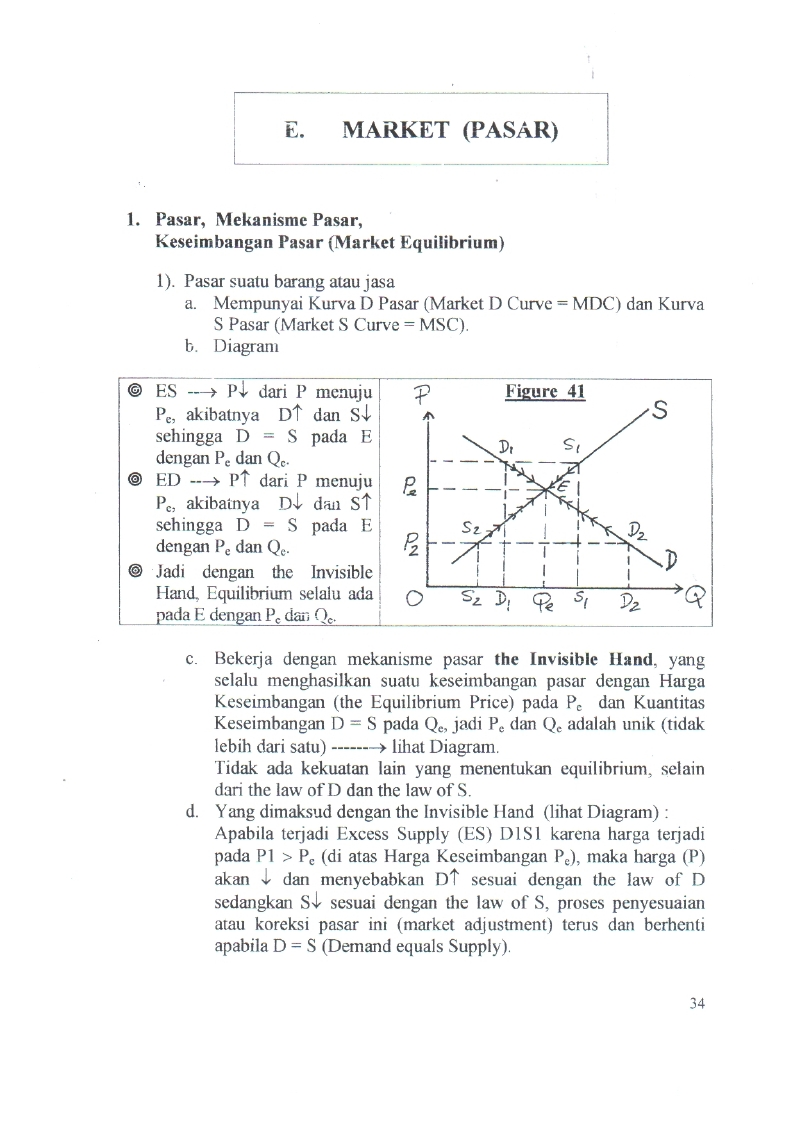 E. MARKET (PASAR)
1. Pasar, Mekanisme Pasar,
Keseimbangan Pasar (Market Equilibrium)
1). Pasar suatu barang atau jasa
a. Mempunyai Kurva D Pasar (Market D Curve = MDC) dan Kurva
S Pasar (Market S Curve = MSC).
b. Diagram
◎ ES ---→ P↓ dari P menuju
Pe, akibatnya D↑ dan S↓
sehingga D = S pada E
dengan Pe dan Qe.
◎ ED ---→ P↑ dari P menuju
Pe, akibatnya D↓ dan S↑
sehingga D = S pada E
dengan Pe dan Qe.
◎ Jadi dengan the Invisible
Hand, Equilibrium selalu ada
pada E dengan Pe dan Qe.
Figure 41
P
S
D1 S1
Pe
E
S2 D2
P2
D
O S2 D1 Qe S1 D2 Q
c. Bekerja dengan mekanisme pasar the Invisible Hand, yang
selalu menghasilkan suatu keseimbangan pasar dengan Harga
Keseimbangan (the Equilibrium Price) pada Pe dan Kuantitas
Keseimbangan D = S pada Qe, jadi Pe dan Qe adalah unik (tidak
lebih dari satu) -------→ lihat Diagram.
Tidak ada kekuatan lain yang menentukan equilibrium, selain
dari the law of D dan the law of S.
d. Yang dimaksud dengan the Invisible Hand (lihat Diagram) :
Apabila terjadi Excess Supply (ES) D1S1 karena harga terjadi
pada P1 > Pe (di atas Harga Keseimbangan Pe), maka harga (P)
akan ↓ dan menyebabkan D↑ sesuai dengan the law of D
sedangkan S↓ sesuai dengan the law of S, proses penyesuaian
atau koreksi pasar ini (market adjustment) terus dan berhenti
apabila D = S (Demand equals Supply).
34